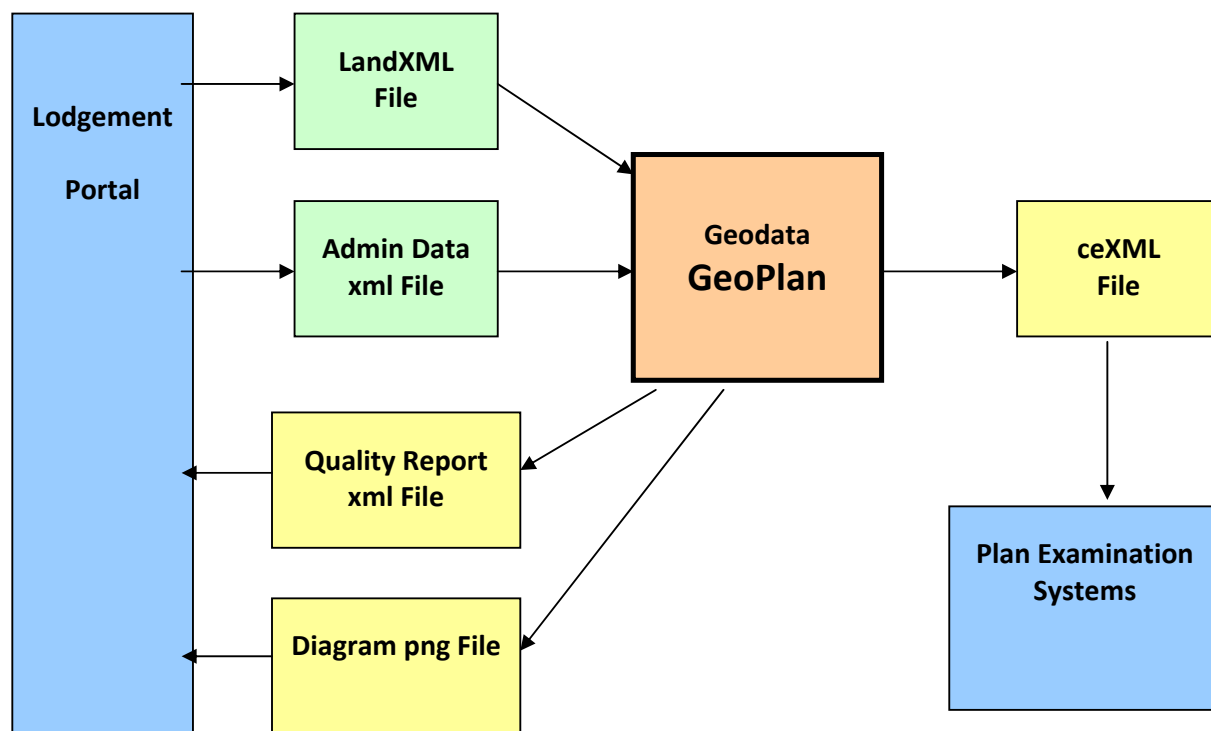 Lodgement
Portal
LandXML
File
Admin Data
xml File
Quality Report
xml File
Diagram png File
Geodata
GeoPlan
ceXML
File
Plan Examination
Systems